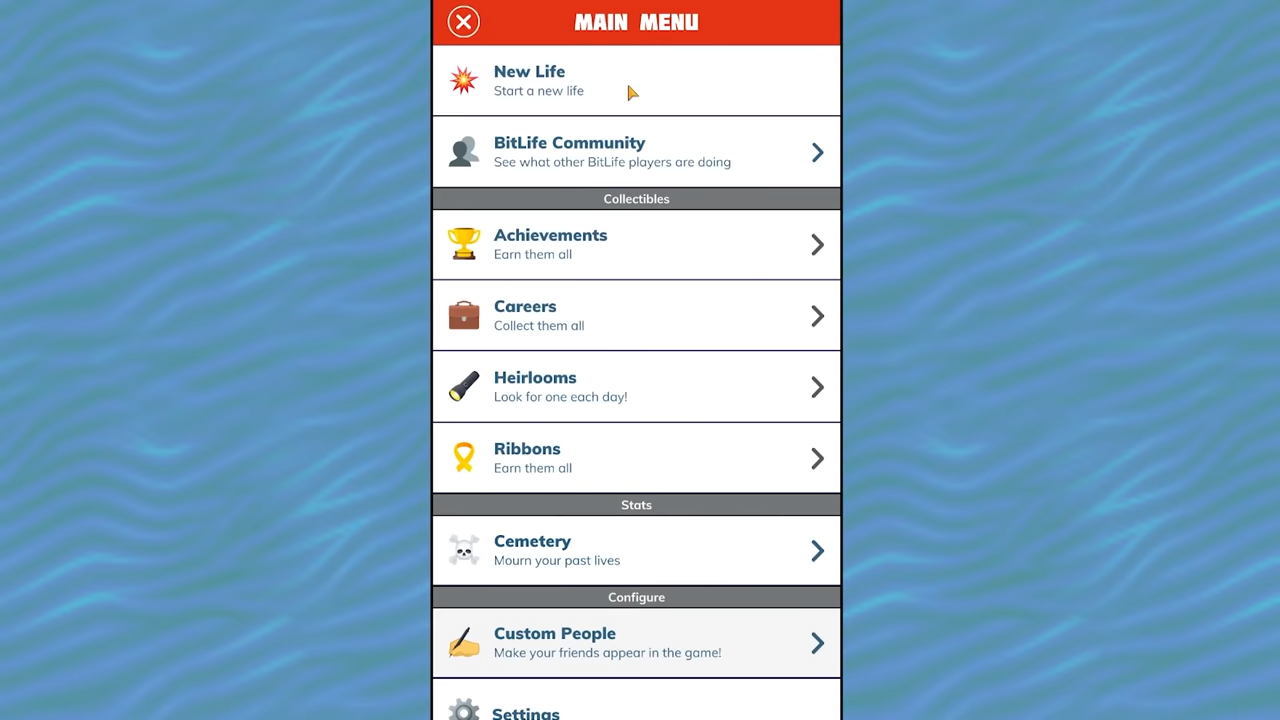 MAIN MENU
New Life
Start a new life
BitLife Community
See what other BitLife players are doing
Collectibles
Achievements
Earn them all
Careers
Collect them all
Heirlooms
Look for one each day!
Ribbons
Earn them all
Stats
Cemetery
Mourn your past lives
Configure
Custom People
Make your friends appear in the game!
Settings